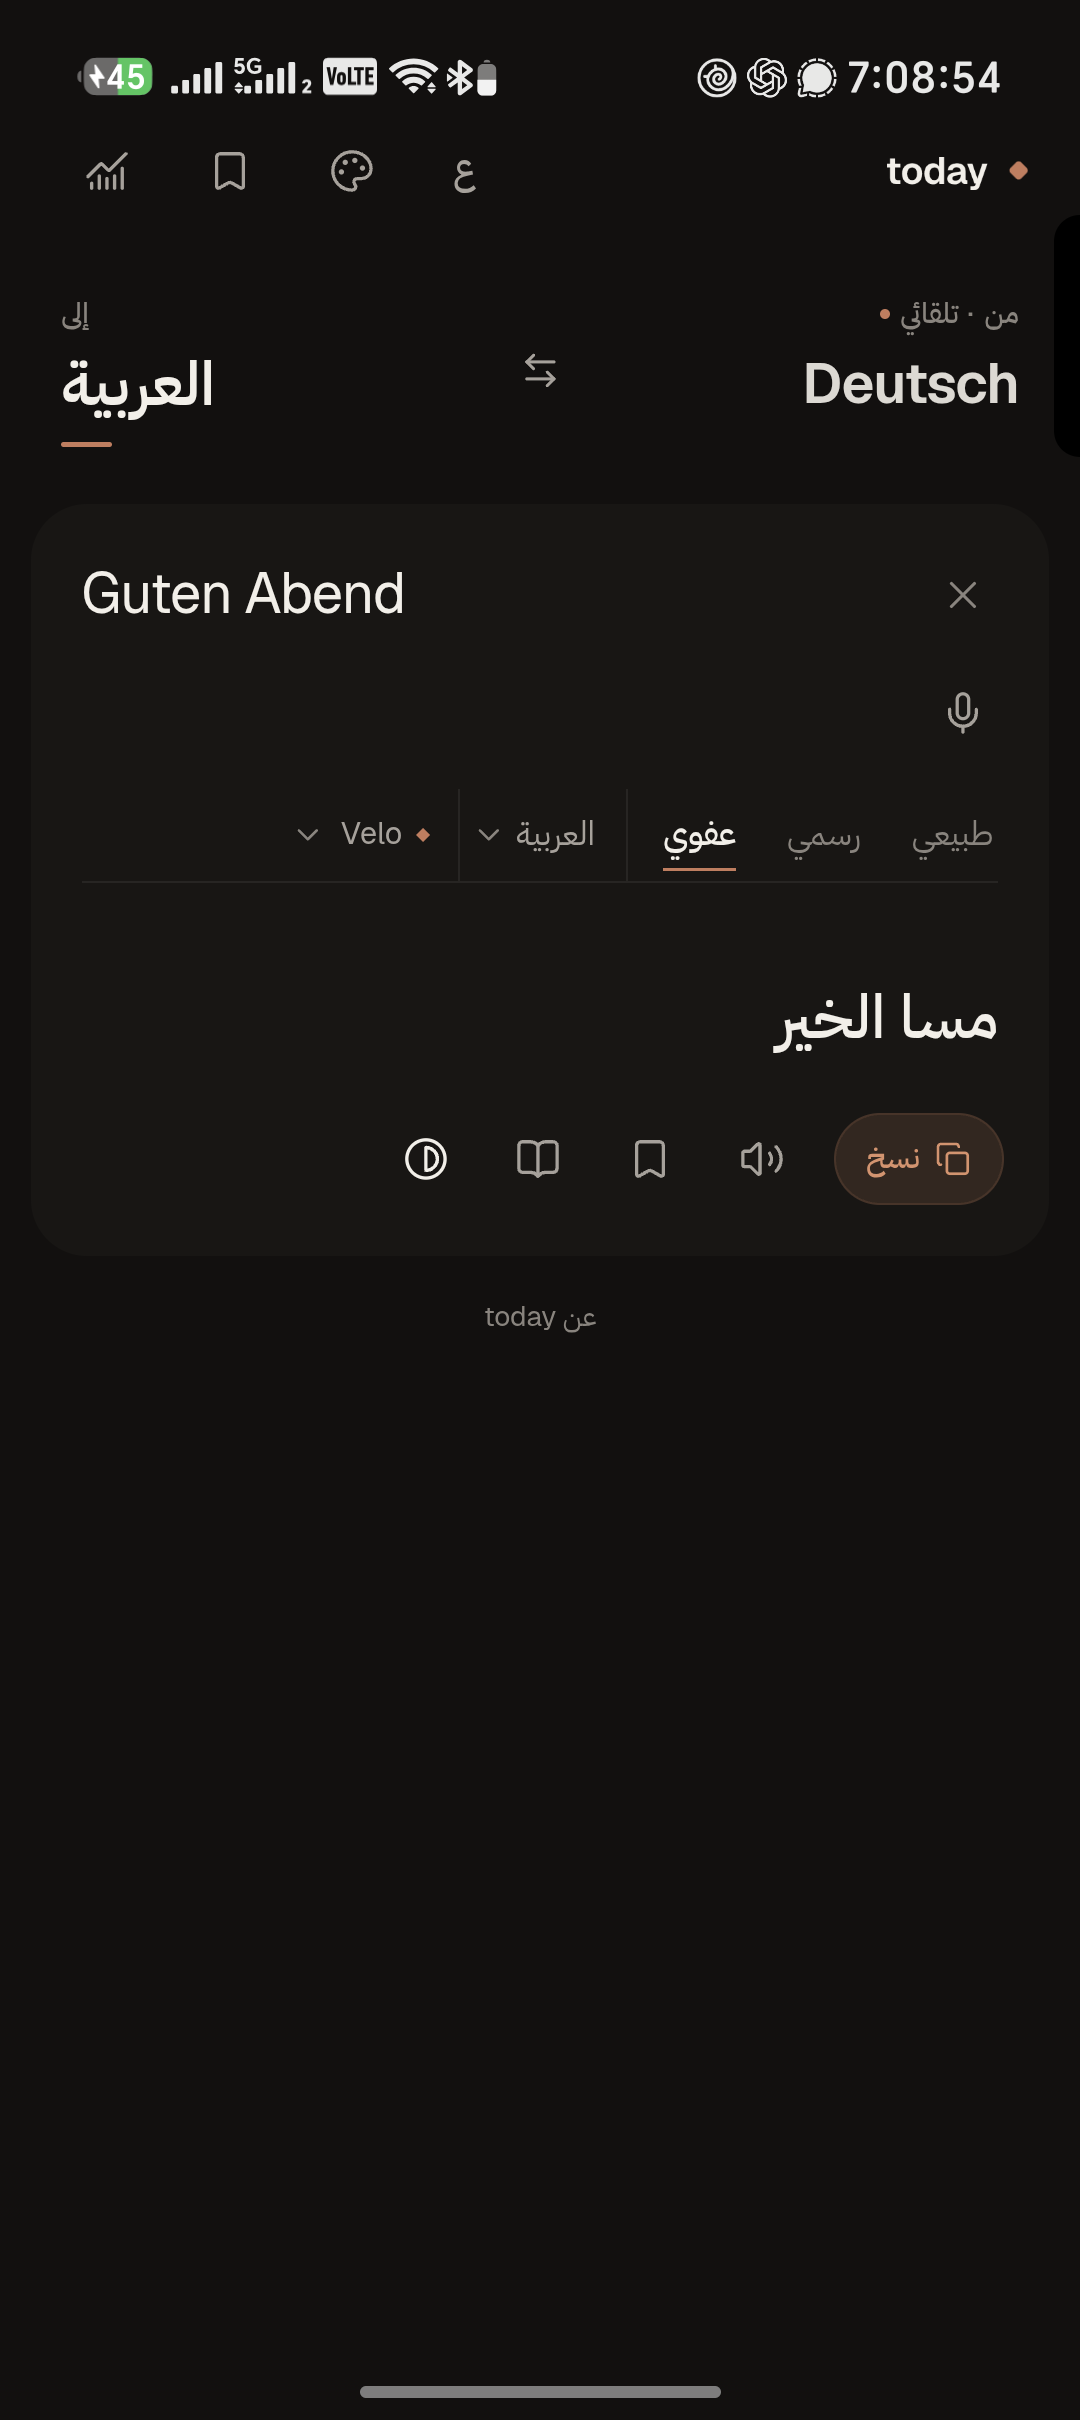 45 5G 2 VoLTE 7:08:54
ع today
من · تلقائي إلى
Deutsch العربية
Guten Abend
طبيعي رسمي عفوي العربية Velo
مسا الخير
نسخ
عن today